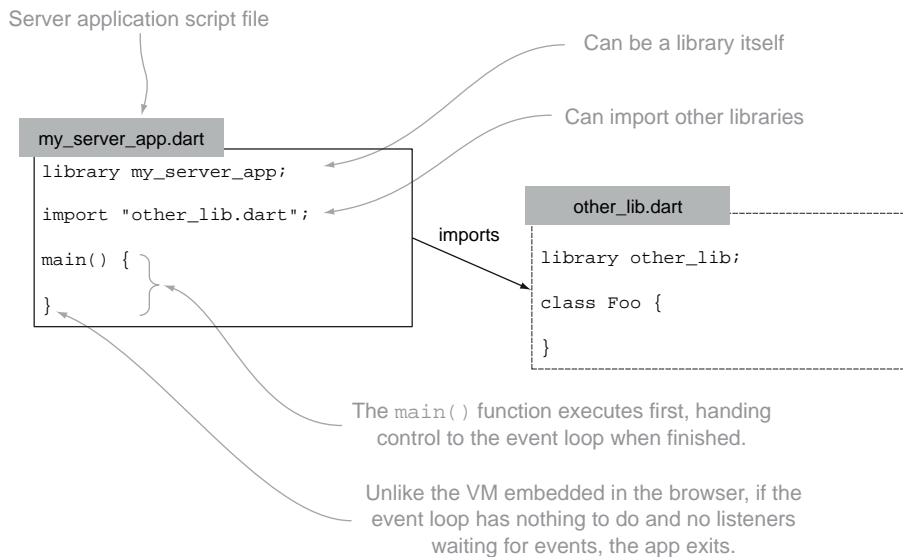 Server application script file
Can be a library itself
Can import other libraries
my_server_app.dart
library my_server_app;
import "other_lib.dart";
main() {
}
imports
other_lib.dart
library other_lib;
class Foo {
}
The main() function executes first, handing
control to the event loop when finished.
Unlike the VM embedded in the browser, if the
event loop has nothing to do and no listeners
waiting for events, the app exits.